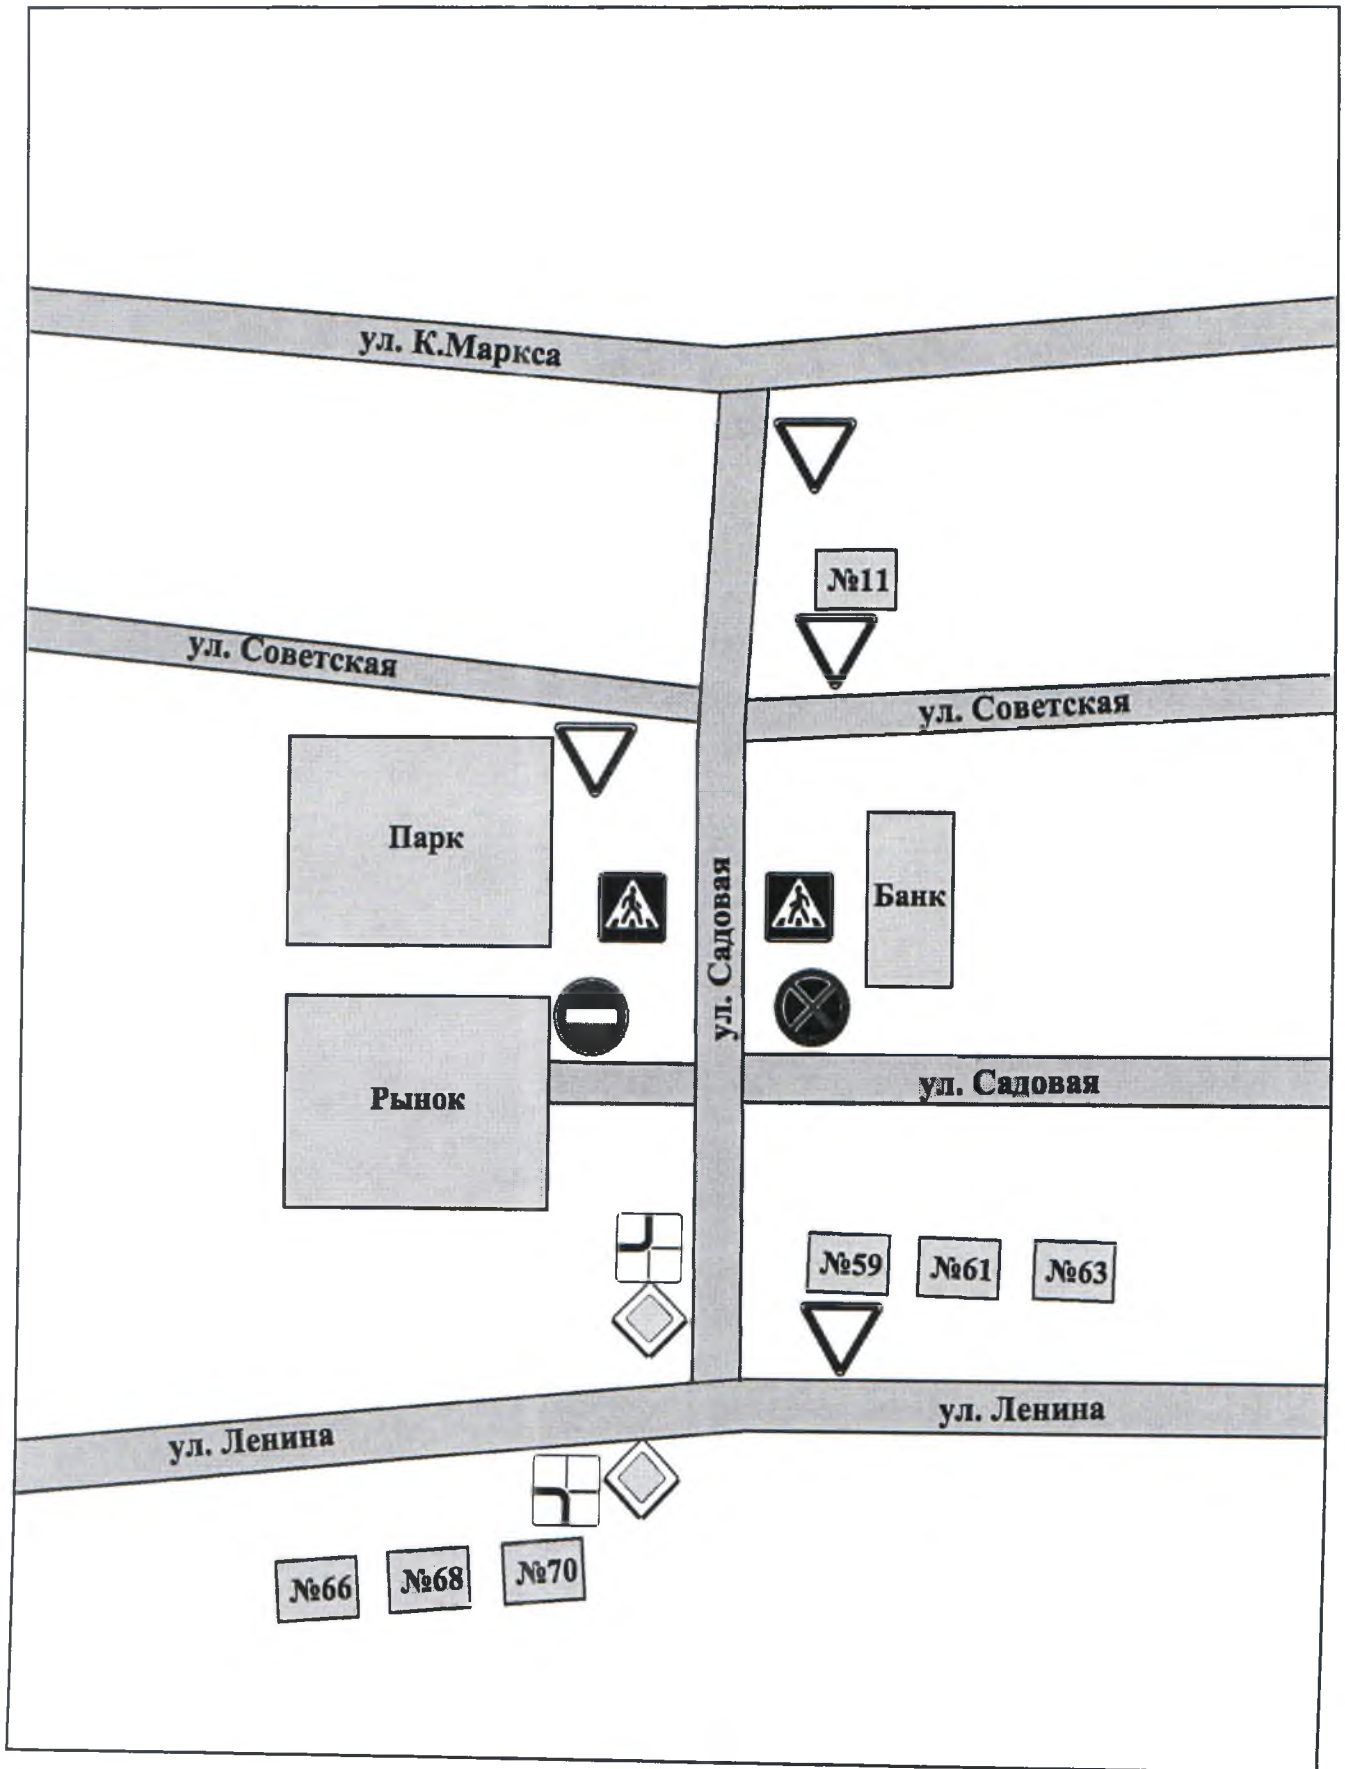 ул. К.Маркса
№11
ул. Советская
ул. Советская
Парк
Банк
ул. Садовая
Рынок
ул. Садовая
№59
№61
№63
ул. Ленина
ул. Ленина
№66
№68
№70